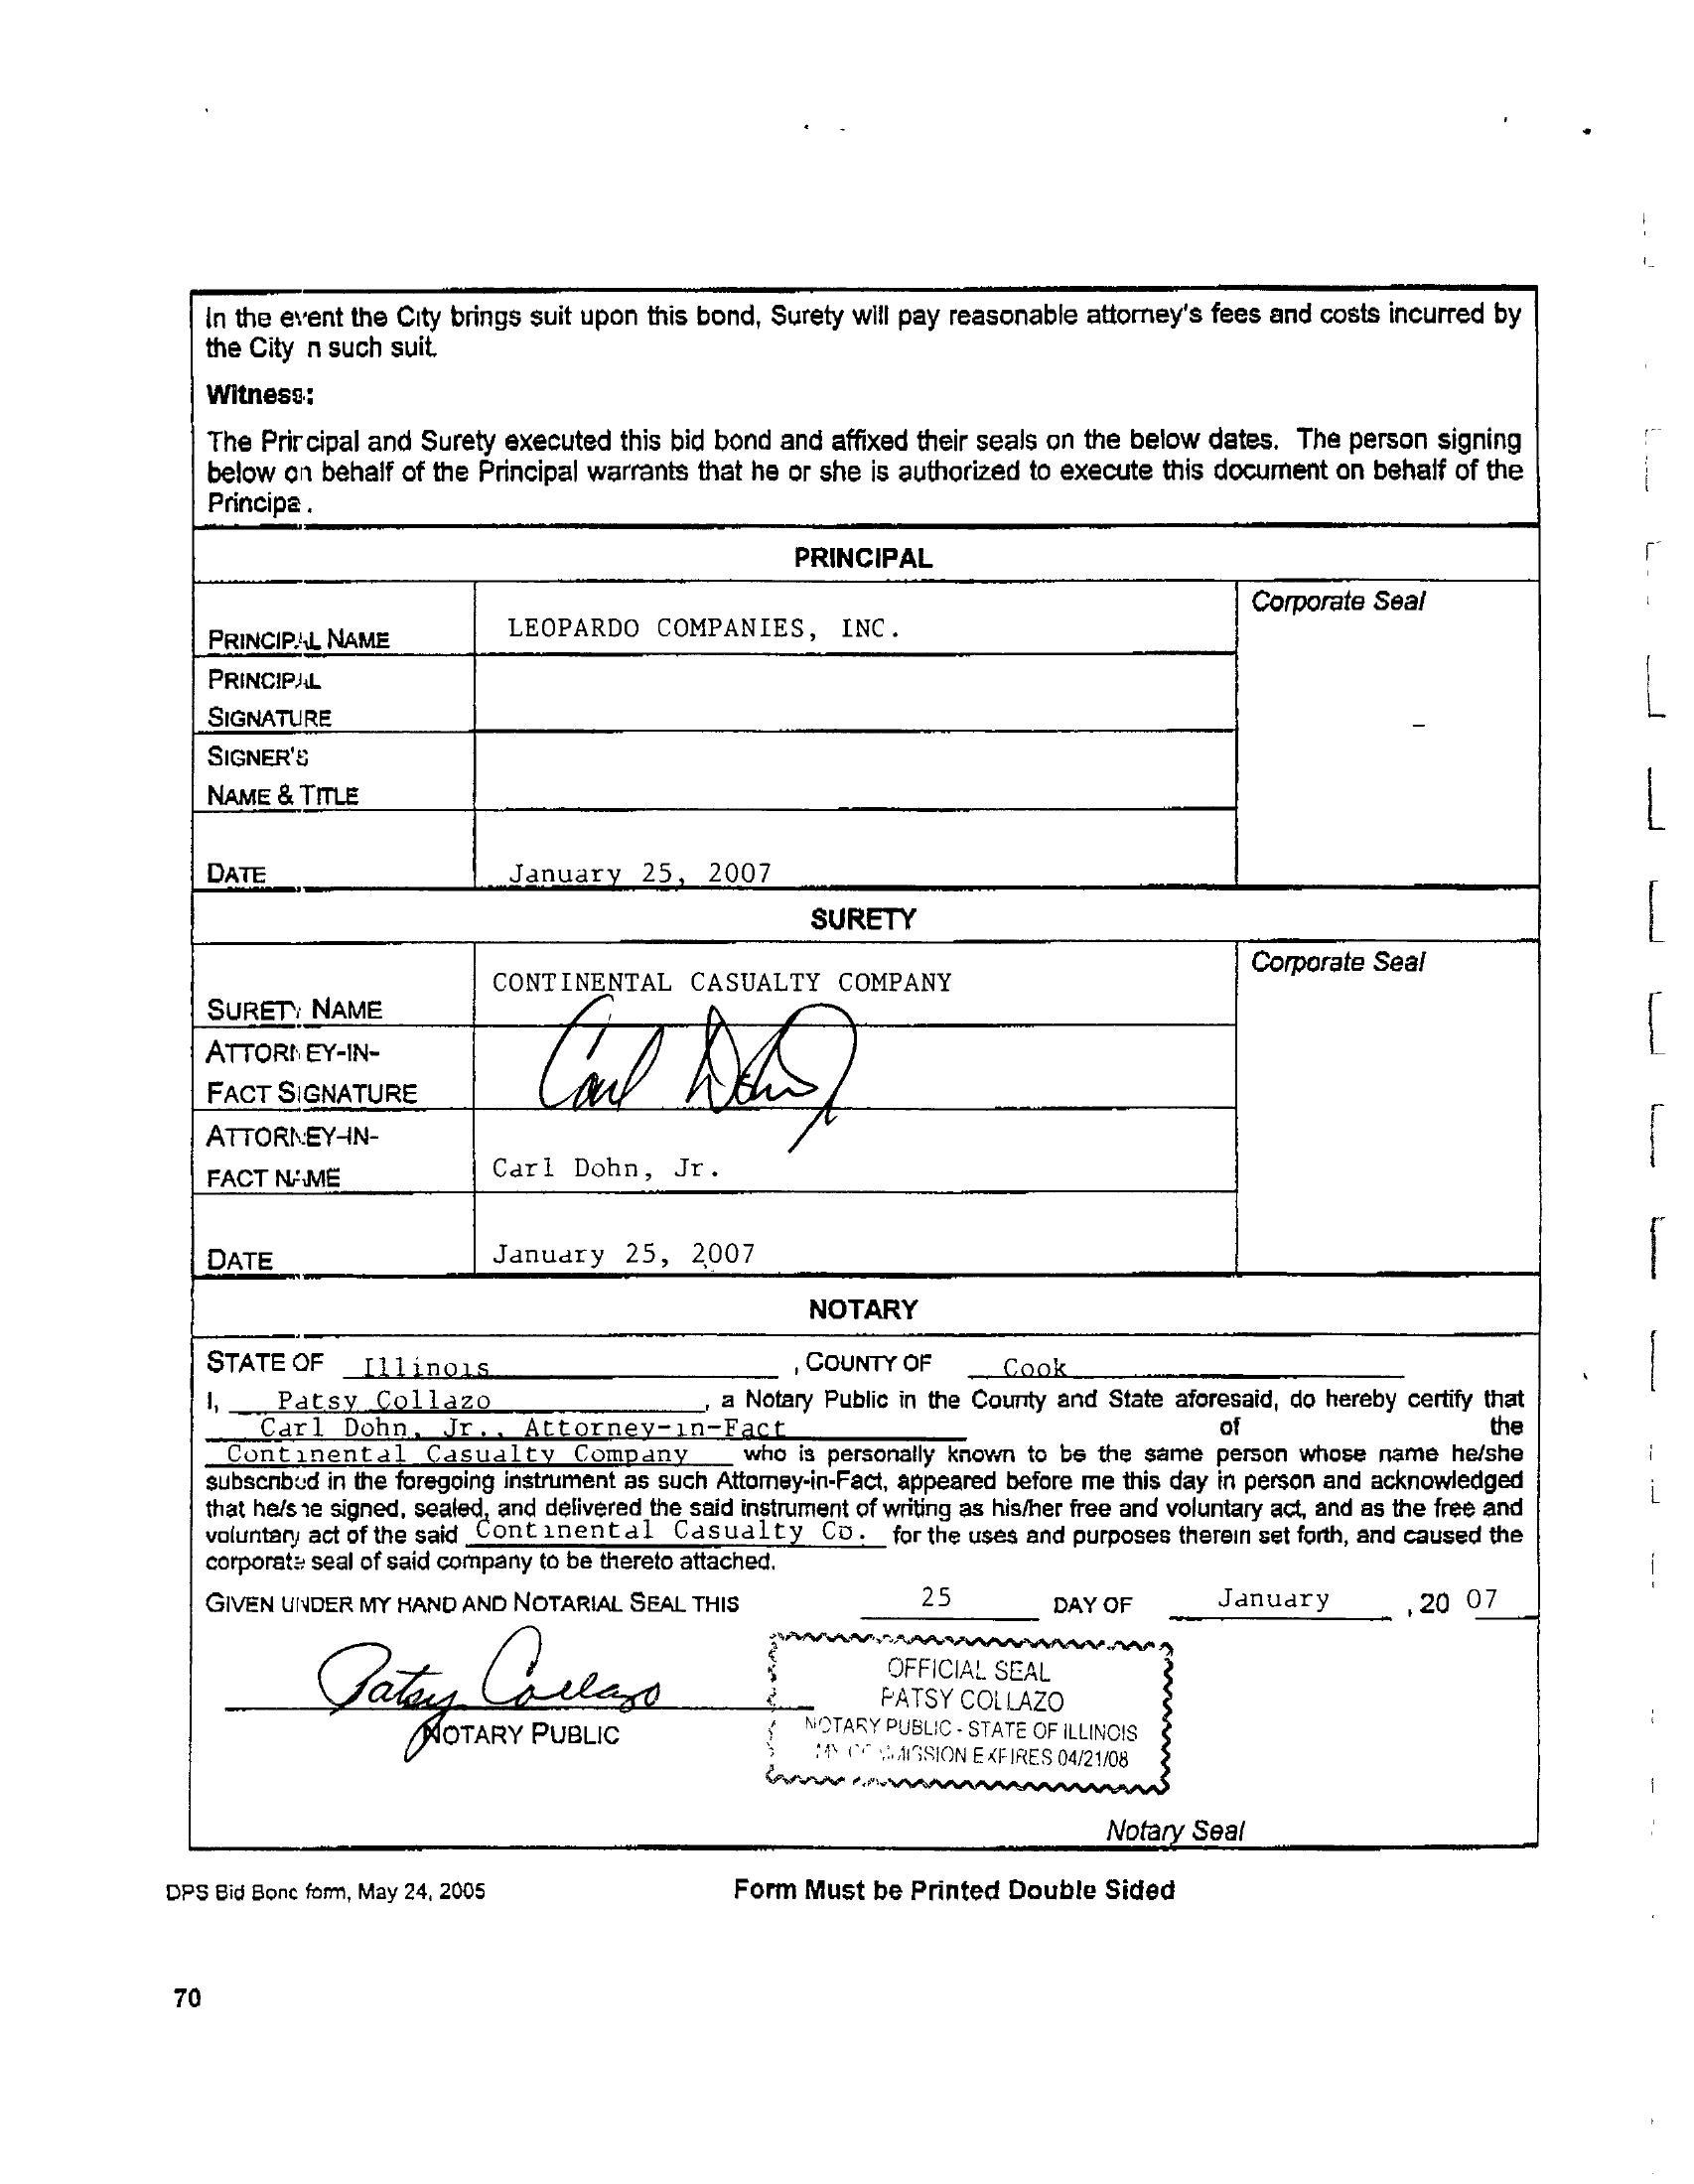 In the event the City brings suit upon this bond, Surety will pay reasonable attorney's fees and costs incurred by
the City n such suit.
Witness:
The Principal and Surety executed this bid bond and affixed their seals on the below dates. The person signing
below on behalf of the Principal warrants that he or she is authorized to execute this document on behalf of the
Principa .
PRINCIPAL
Corporate Seal
PRINCIPAL NAME LEOPARDO COMPANIES, INC.
PRINCIPAL
SIGNATURE
SIGNER'S
NAME & TITLE
DATE January 25, 2007
SURETY
Corporate Seal
CONTINENTAL CASUALTY COMPANY
SURETY NAME
ATTORNEY-IN-
FACT SIGNATURE Carl Dohn, Jr
ATTORNEY-IN-
FACT NAME Carl Dohn, Jr.
DATE January 25, 2007
NOTARY
STATE OF Illinois , COUNTY OF Cook
I, Patsy Collazo , a Notary Public in the County and State aforesaid, do hereby certify that
Carl Dohn, Jr., Attorney-in-Fact of the
Continental Casualty Company who is personally known to be the same person whose name he/she
subscribed in the foregoing instrument as such Attorney-in-Fact, appeared before me this day in person and acknowledged
that he/she signed, sealed, and delivered the said instrument of writing as his/her free and voluntary act, and as the free and
voluntary act of the said Continental Casualty Co. for the uses and purposes therein set forth, and caused the
corporate seal of said company to be thereto attached.
GIVEN UNDER MY HAND AND NOTARIAL SEAL THIS 25 DAY OF January , 20 07
Patsy Collazo
NOTARY PUBLIC
OFFICIAL SEAL
PATSY COLLAZO
NOTARY PUBLIC - STATE OF ILLINOIS
MY COMMISSION EXPIRES 04/21/08
Notary Seal
DPS Bid Bond form, May 24, 2005 Form Must be Printed Double Sided
70